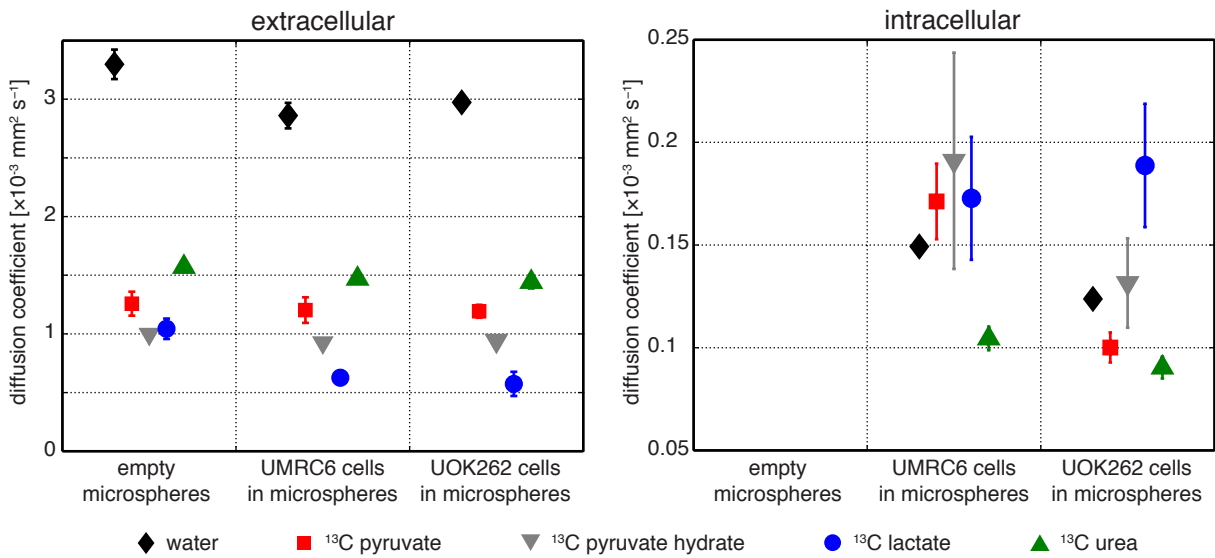 extracellular
diffusion coefficient [×10⁻³ mm² s⁻¹]
3
2
1
0
empty
microspheres
UMRC6 cells
in microspheres
UOK262 cells
in microspheres
intracellular
diffusion coefficient [×10⁻³ mm² s⁻¹]
0.25
0.2
0.15
0.1
0.05
empty
microspheres
UMRC6 cells
in microspheres
UOK262 cells
in microspheres
water
¹³C pyruvate
¹³C pyruvate hydrate
¹³C lactate
¹³C urea